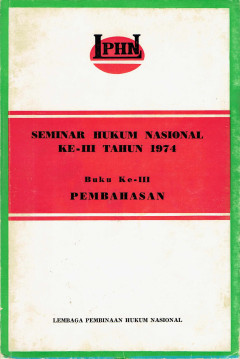 LPHN
SEMINAR HUKUM NASIONAL
KE-III TAHUN 1974
Buku Ke-III
PEMBAHASAN
LEMBAGA PEMBINAAN HUKUM NASIONAL